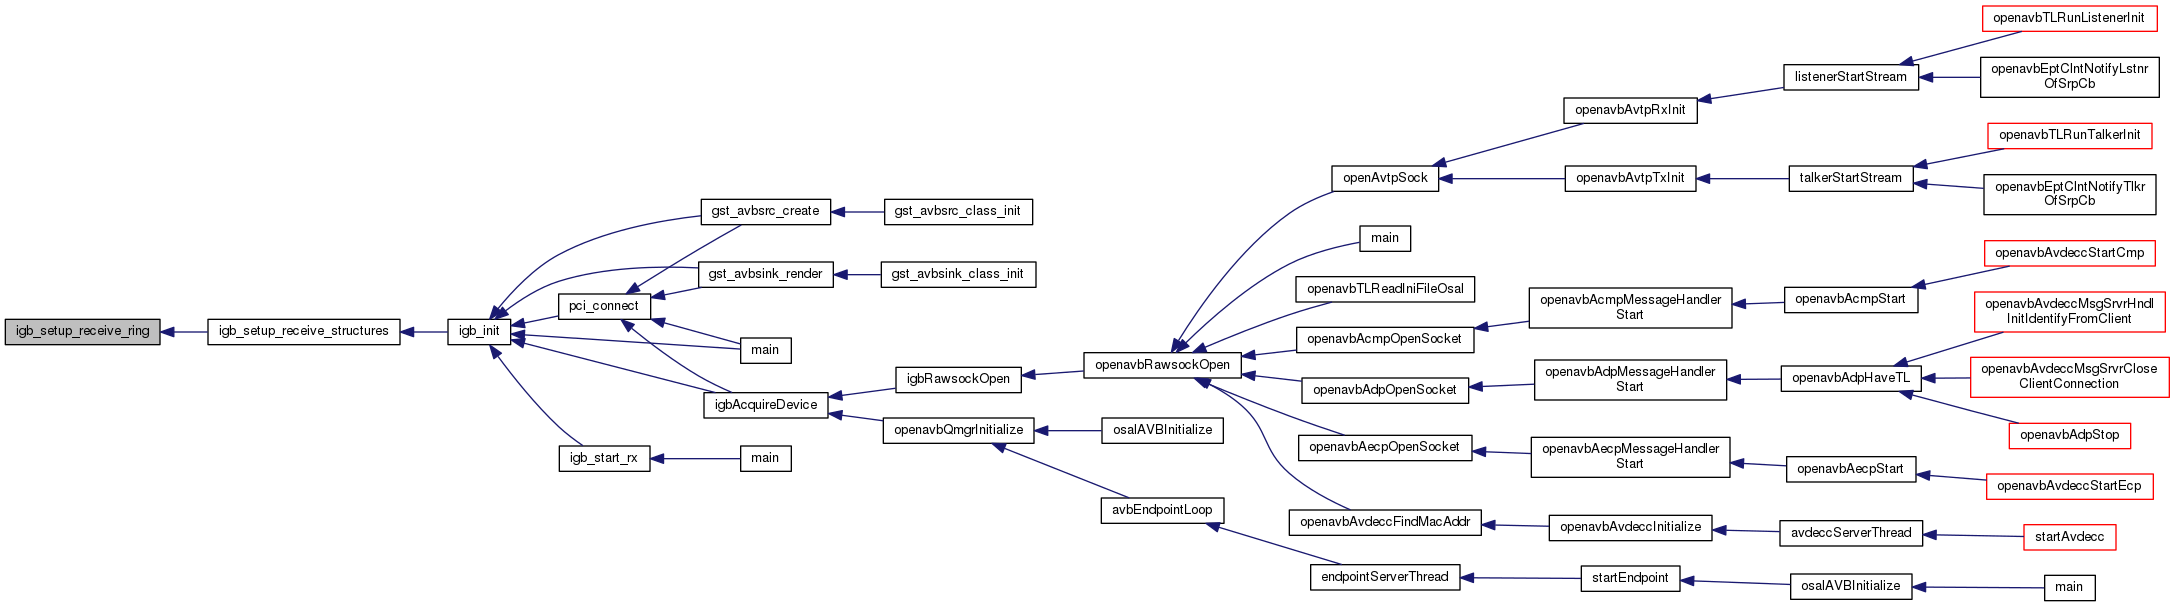 openavbTLRunListenerInit
listenerStartStream
openavbEptClntNotifyLstnr
OfSrpCb
openavbAvtpRxInit
openavbTLRunTalkerInit
openAvtpSock
openavbAvtpTxInit
talkerStartStream
openavbEptClntNotifyTlkr
OfSrpCb
gst_avbsrc_create
gst_avbsrc_class_init
main
openavbAvdeccStartCmp
gst_avbsink_render
gst_avbsink_class_init
openavbTLReadIniFileOsal
pci_connect
openavbAcmpMessageHandler
Start
openavbAcmpStart
openavbAvdeccMsgSrvrHndl
InitIdentifyFromClient
igb_setup_receive_ring
igb_setup_receive_structures
igb_init
main
openavbAcmpOpenSocket
openavbRawsockOpen
igbRawsockOpen
openavbAdpOpenSocket
openavbAdpMessageHandler
Start
openavbAdpHaveTL
openavbAvdeccMsgSrvrClose
ClientConnection
igbAcquireDevice
openavbQmgrInitialize
osalAVBInitialize
openavbAdpStop
openavbAecpOpenSocket
openavbAecpMessageHandler
Start
openavbAecpStart
igb_start_rx
main
openavbAvdeccStartEcp
avbEndpointLoop
openavbAvdeccFindMacAddr
openavbAvdeccInitialize
avdeccServerThread
startAvdecc
endpointServerThread
startEndpoint
osalAVBInitialize
main